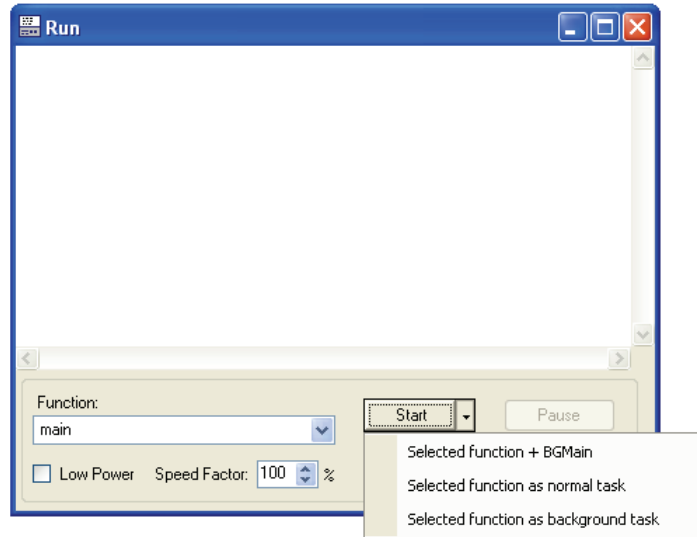 Run
Function:
main
Start
Pause
Low Power
Speed Factor: 100 %
Selected function + BGMain
Selected function as normal task
Selected function as background task